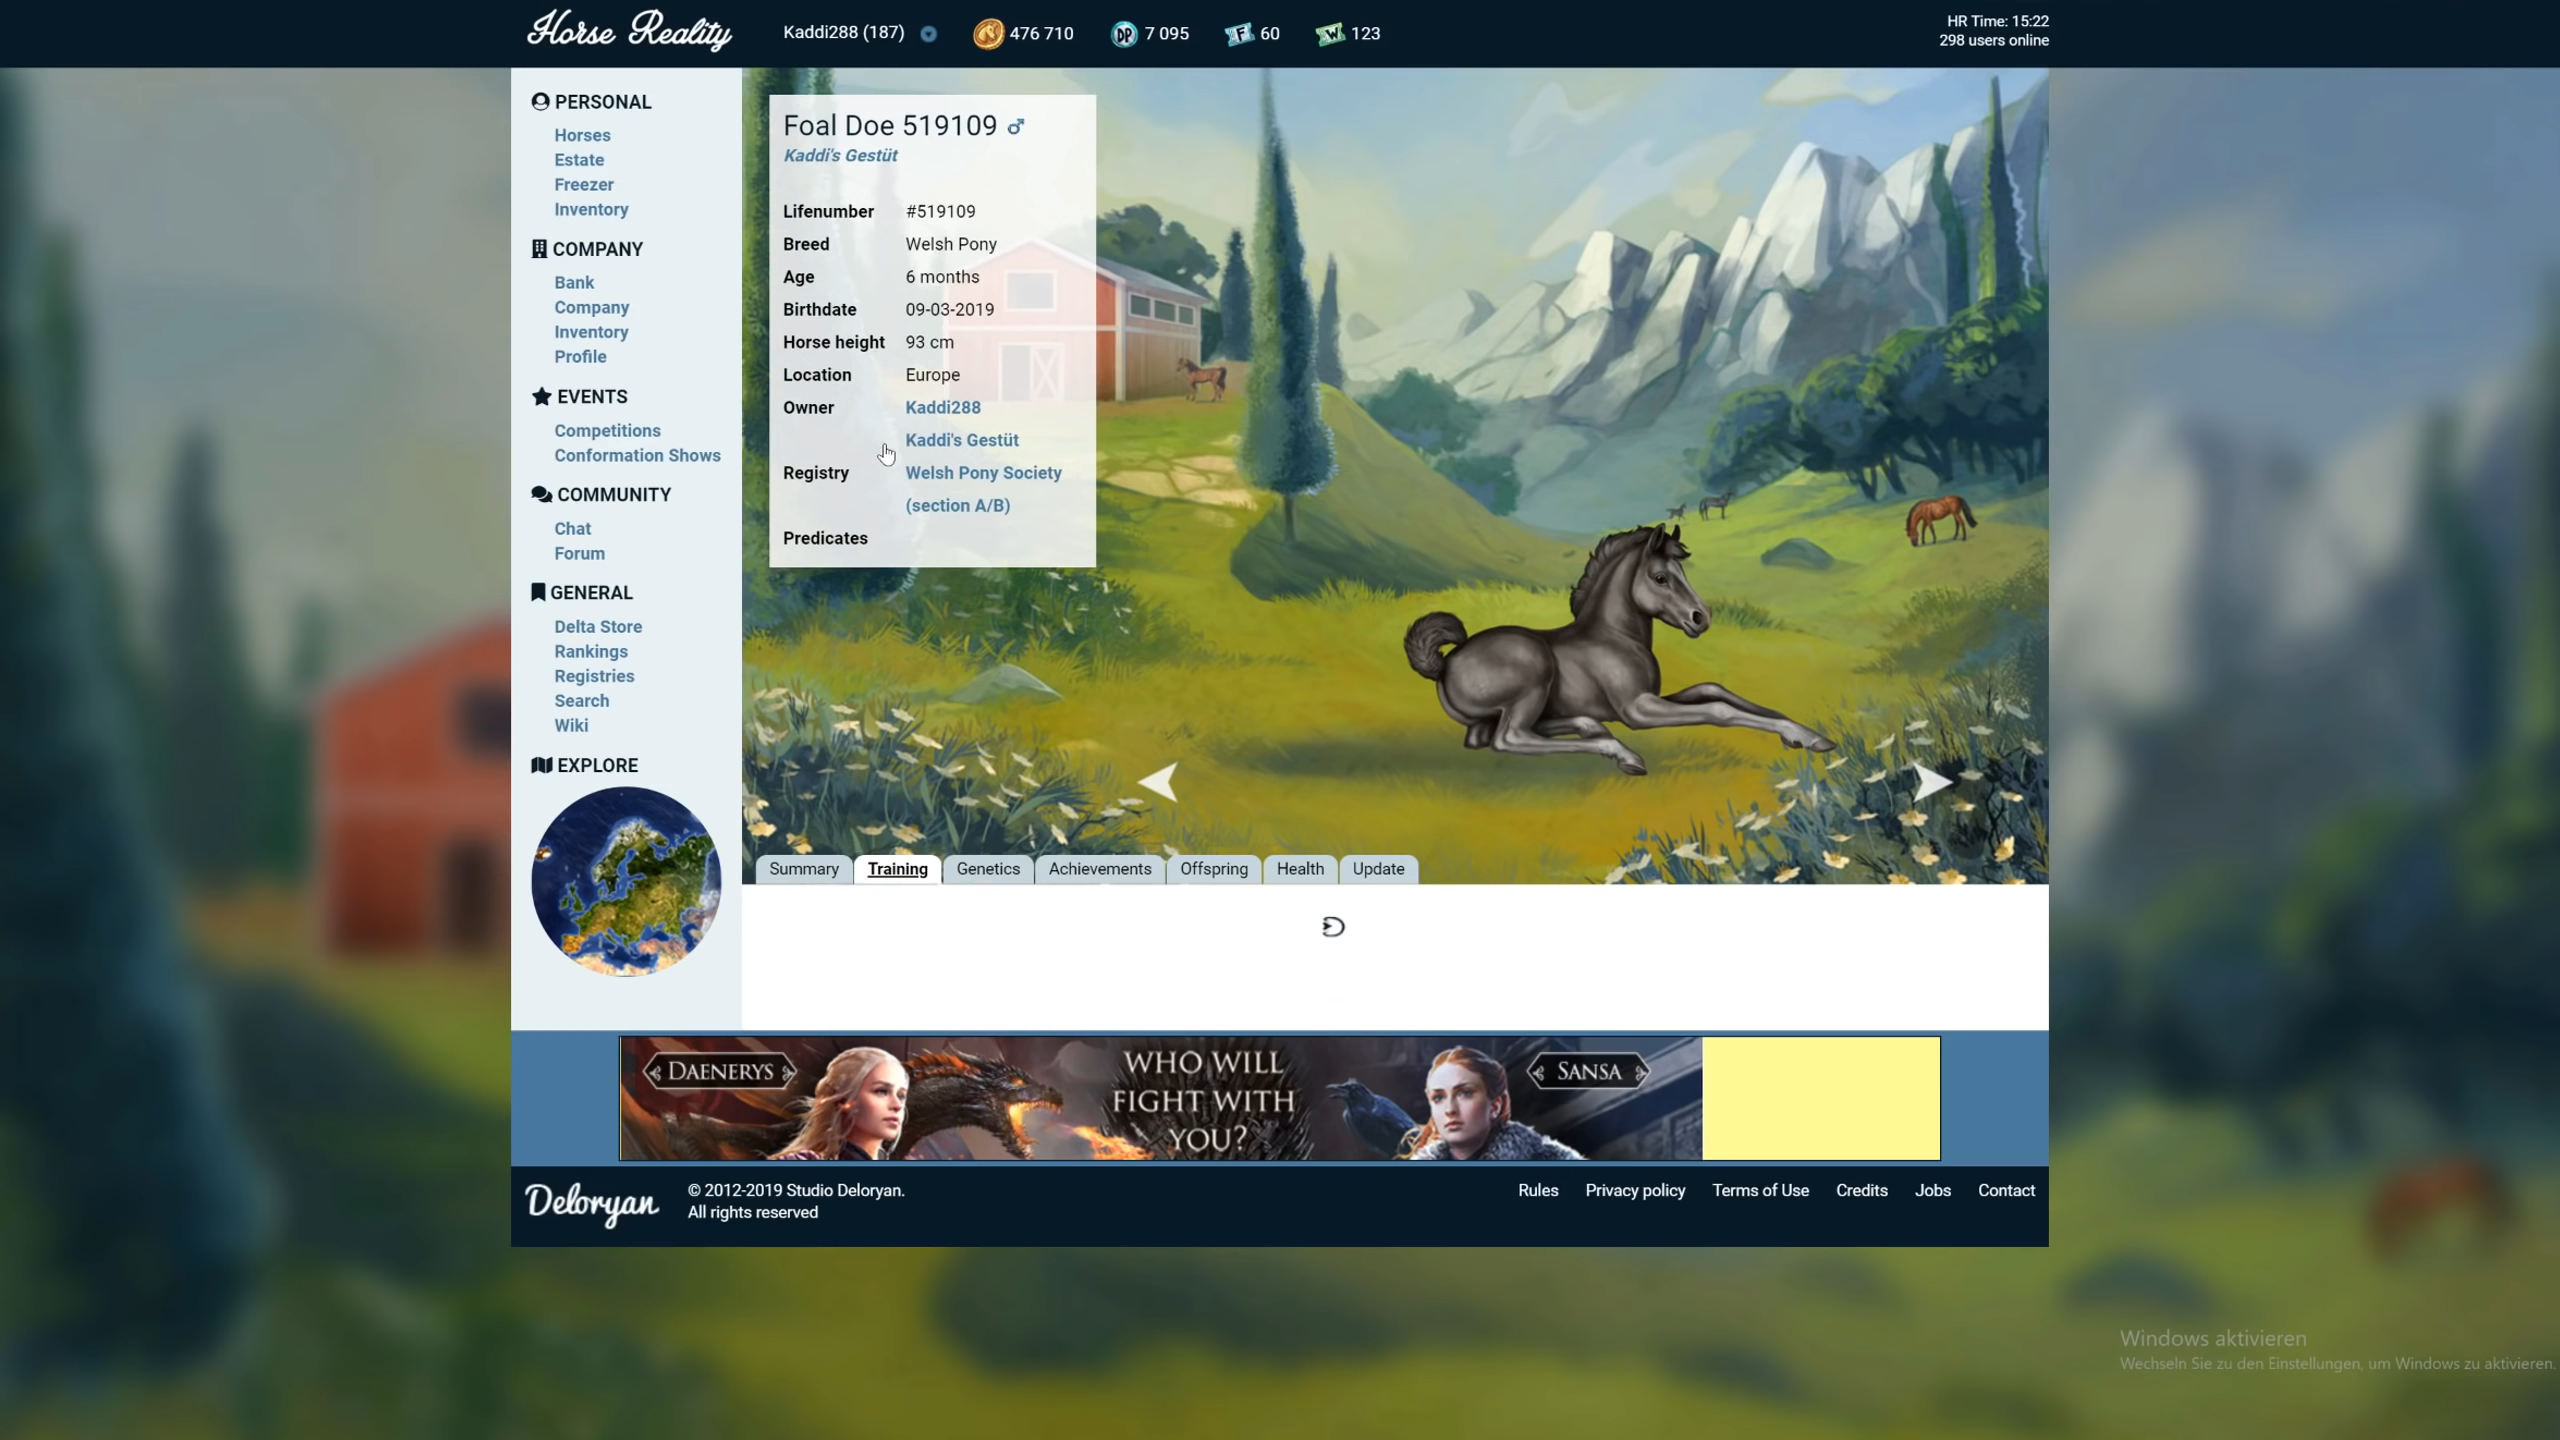 Horse Reality
Kaddi288 (187)
476 710
DP
7 095
F
60
W
123
HR Time: 15:22
298 users online
PERSONAL
Horses
Estate
Freezer
Inventory
COMPANY
Bank
Company
Inventory
Profile
EVENTS
Competitions
Conformation Shows
COMMUNITY
Chat
Forum
GENERAL
Delta Store
Rankings
Registries
Search
Wiki
EXPLORE
Foal Doe 519109 ♂
Kaddi's Gestüt
Lifenumber #519109
Breed Welsh Pony
Age 6 months
Birthdate 09-03-2019
Horse height 93 cm
Location Europe
Owner Kaddi288
Kaddi's Gestüt
Registry Welsh Pony Society
(section A/B)
Predicates
Summary Training Genetics Achievements Offspring Health Update
DAENERYS
WHO WILL
FIGHT WITH
YOU?
SANSA
Deloryan
© 2012-2019 Studio Deloryan.
All rights reserved
Rules Privacy policy Terms of Use Credits Jobs Contact
Windows aktivieren
Wechseln Sie zu den Einstellungen, um Windows zu aktivieren.